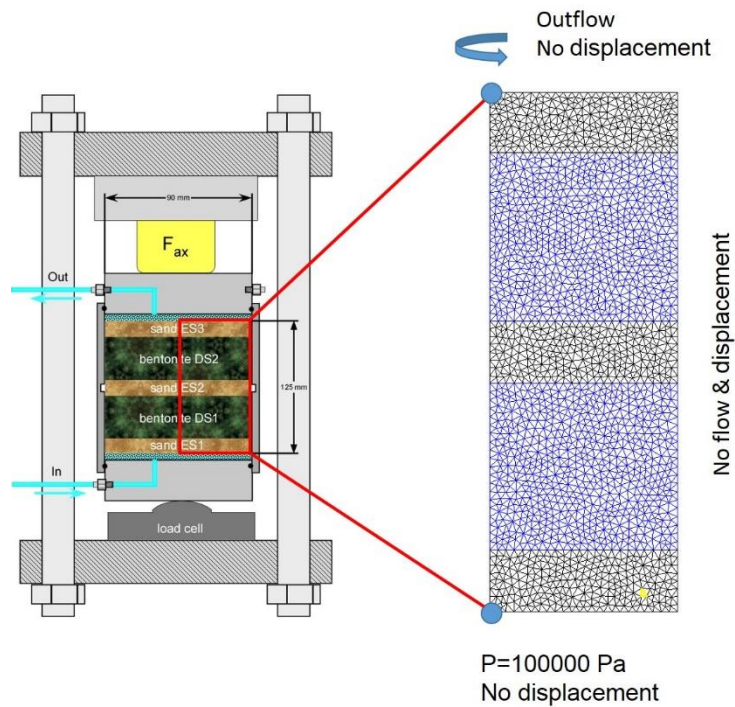 Outflow
No displacement
90 mm
Fax
Out
sand ES3
bentonite DS2
sand ES2
125 mm
bentonite DS1
sand ES1
In
load cell
No flow & displacement
P=100000 Pa
No displacement